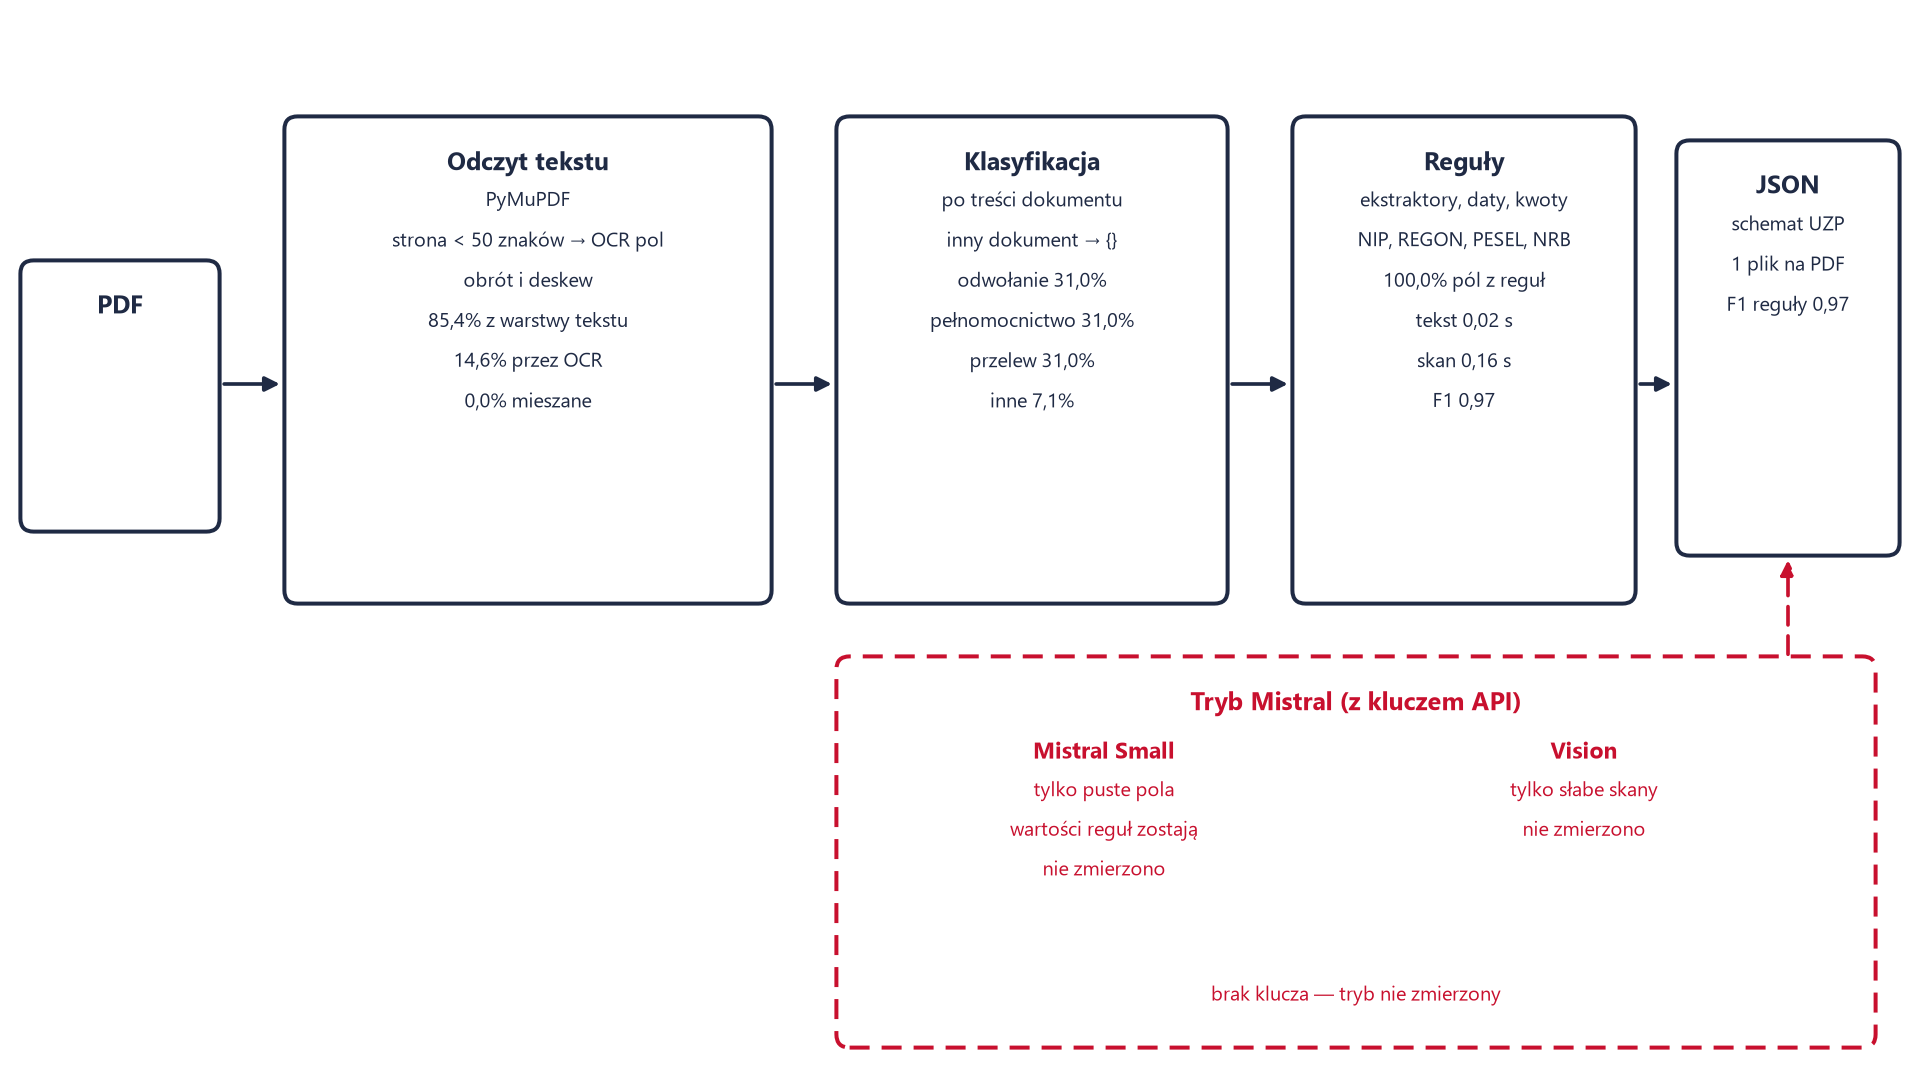 PDF
Odczyt tekstu
PyMuPDF
strona < 50 znaków → OCR pol
obrót i deskew
85,4% z warstwy tekstu
14,6% przez OCR
0,0% mieszane
Klasyfikacja
po treści dokumentu
inny dokument → {}
odwołanie 31,0%
pełnomocnictwo 31,0%
przelew 31,0%
inne 7,1%
Reguły
ekstraktory, daty, kwoty
NIP, REGON, PESEL, NRB
100,0% pól z reguł
tekst 0,02 s
skan 0,16 s
F1 0,97
JSON
schemat UZP
1 plik na PDF
F1 reguły 0,97
Tryb Mistral (z kluczem API)
Mistral Small
tylko puste pola
wartości reguł zostają
nie zmierzono
Vision
tylko słabe skany
nie zmierzono
brak klucza — tryb nie zmierzony